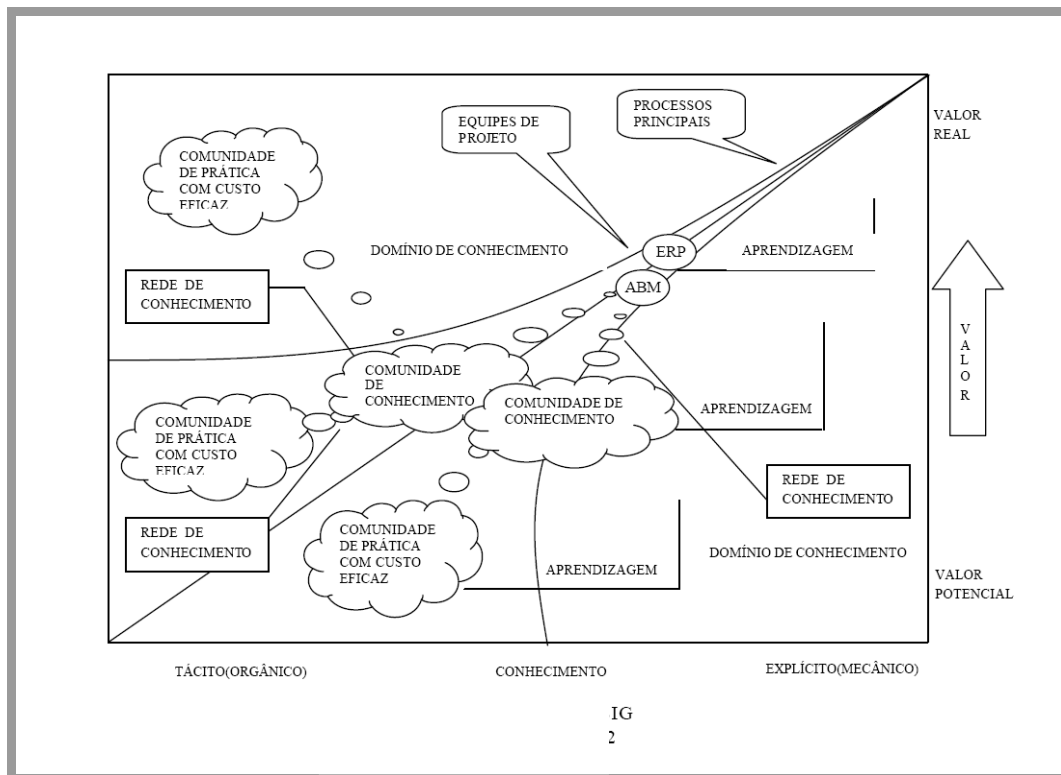 PROCESSOS
PRINCIPAIS
VALOR
REAL
EQUIPES DE
PROJETO
COMUNIDADE
DE PRÁTICA
COM CUSTO
EFICAZ
DOMÍNIO DE CONHECIMENTO
ERP
APRENDIZAGEM
REDE DE
CONHECIMENTO
ABM
V
A
L
O
R
COMUNIDADE
DE
CONHECIMENTO
COMUNIDADE DE
CONHECIMENTO
APRENDIZAGEM
COMUNIDADE
DE PRÁTICA
COM CUSTO
EFICAZ
REDE DE
CONHECIMENTO
REDE DE
CONHECIMENTO
COMUNIDADE
DE PRÁTICA
COM CUSTO
EFICAZ
APRENDIZAGEM
DOMÍNIO DE CONHECIMENTO
VALOR
POTENCIAL
TÁCITO(ORGÂNICO)
CONHECIMENTO
EXPLÍCITO(MECÂNICO)
IG
2